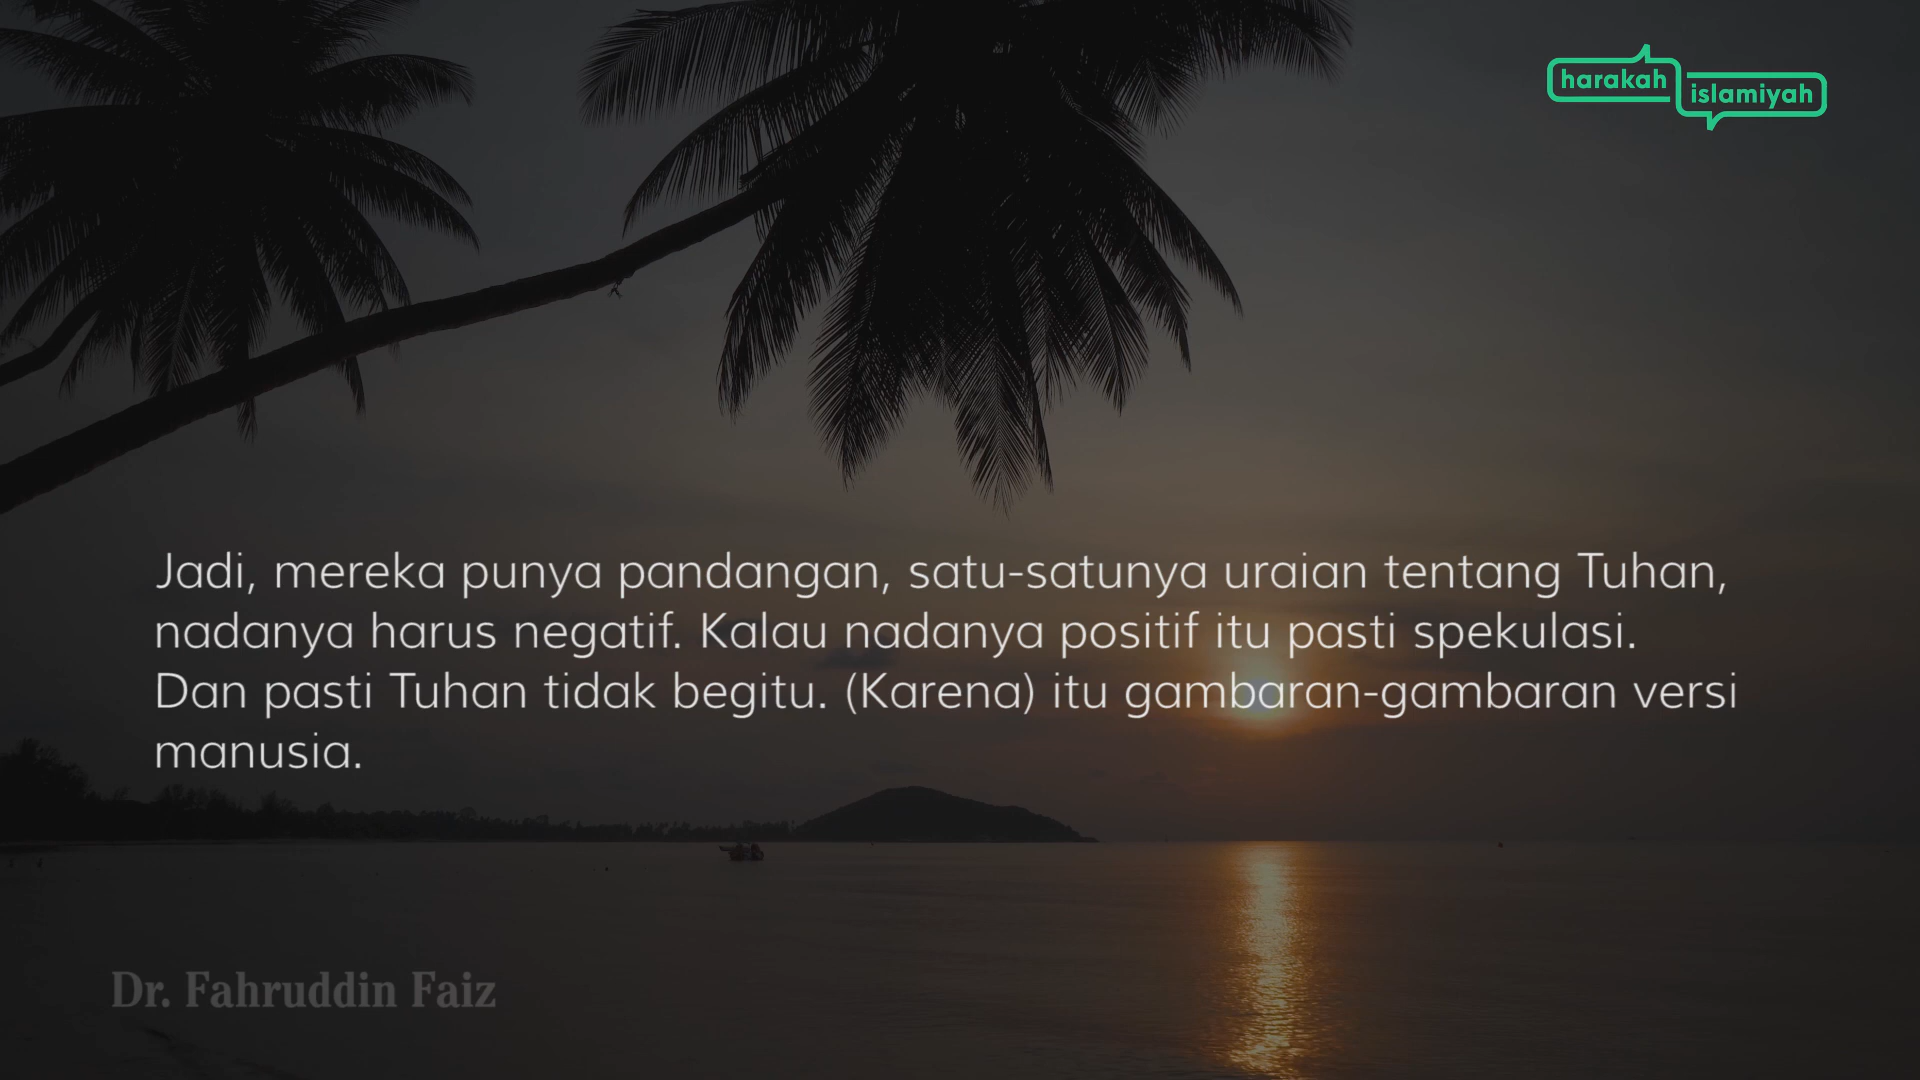 harakah
islamiyah
Jadi, mereka punya pandangan, satu-satunya uraian tentang Tuhan,
nadanya harus negatif. Kalau nadanya positif itu pasti spekulasi.
Dan pasti Tuhan tidak begitu. (Karena) itu gambaran-gambaran versi
manusia.
Dr. Fahruddin Faiz